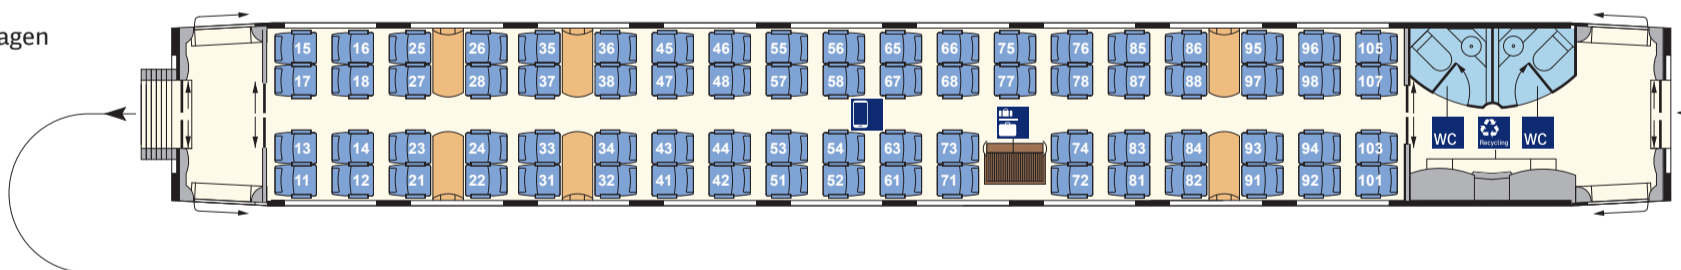 agen
15 16 25 26 35 36 45 46 55 56 65 66 75 76 85 86 95 96 105
17 18 27 28 37 38 47 48 57 58 67 68 77 78 87 88 97 98 107
13 14 23 24 33 34 43 44 53 54 63 73 74 83 84 93 94 103
WC Recycling WC
11 12 21 22 31 32 41 42 51 52 61 71 72 81 82 91 92 101